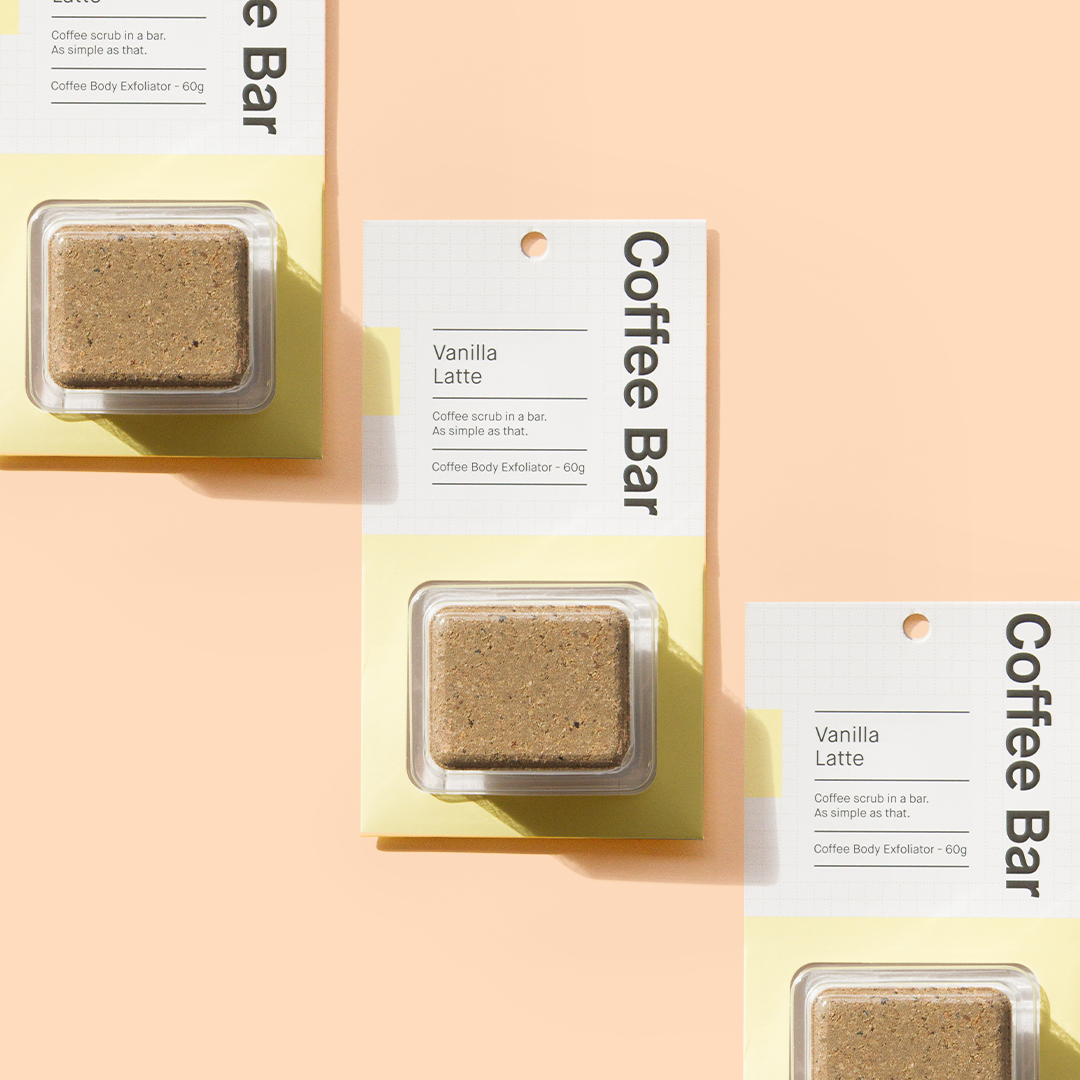 Latte
Coffee scrub in a bar.
As simple as that.
Coffee Body Exfoliator - 60g
e Bar
Vanilla
Latte
Coffee scrub in a bar.
As simple as that.
Coffee Body Exfoliator - 60g
Coffee Bar
Vanilla
Latte
Coffee scrub in a bar.
As simple as that.
Coffee Body Exfoliator - 60g
Coffee Bar